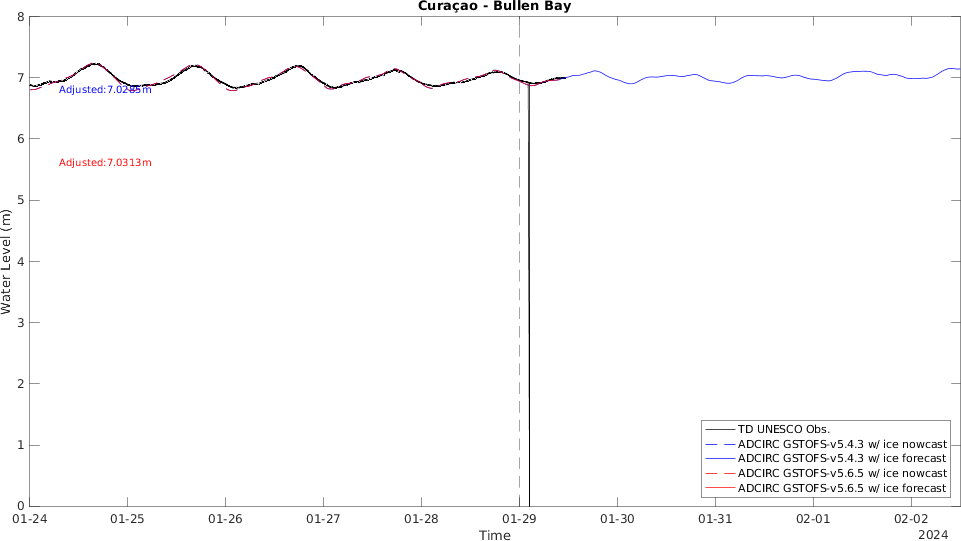 Curaçao - Bullen Bay
8
7
6
5
4
3
2
1
0
Water Level (m)
Adjusted:7.0285m
Adjusted:7.0313m
TD UNESCO Obs.
ADCIRC GSTOFS-v5.4.3 w/ ice nowcast
ADCIRC GSTOFS-v5.4.3 w/ ice forecast
ADCIRC GSTOFS-v5.6.5 w/ ice nowcast
ADCIRC GSTOFS-v5.6.5 w/ ice forecast
01-24 01-25 01-26 01-27 01-28 01-29 01-30 01-31 02-01 02-02
Time
2024